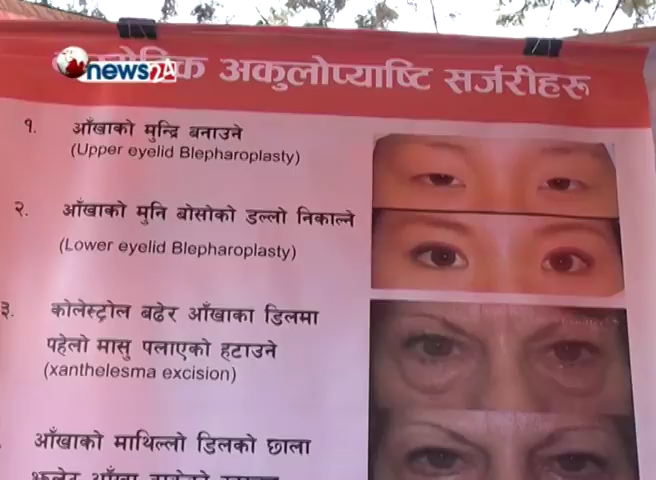 news24
अकुलोप्याष्टि सर्जरीहरू
१. आँखाको मुन्द्रि बनाउने
(Upper eyelid Blepharoplasty)
२. आँखाको मुनि बोसोको डल्लो निकाल्ने
(Lower eyelid Blepharoplasty)
३. कोलेस्ट्रोल बढेर आँखाका डिलमा
पहेलो मासु पलाएको हटाउने
(xanthelesma excision)
आँखाको माथिल्लो डिलको छाला